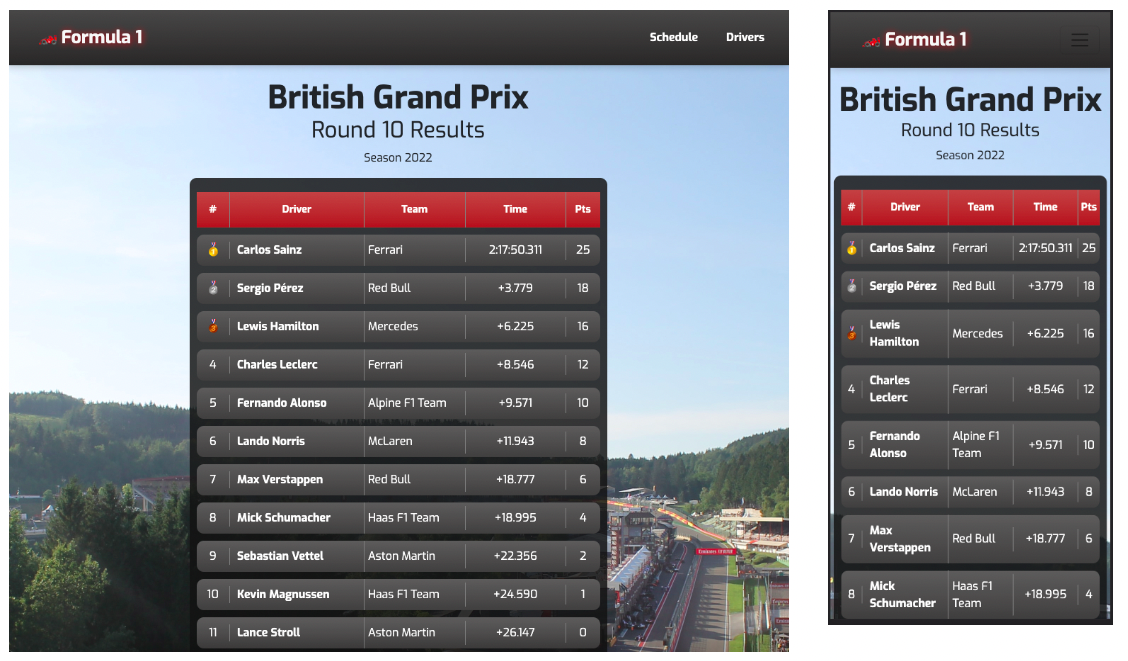 Formula 1
Schedule Drivers
British Grand Prix
Round 10 Results
Season 2022
# Driver Team Time Pts
Carlos Sainz Ferrari 2:17:50.311 25
Sergio Pérez Red Bull +3.779 18
Lewis Hamilton Mercedes +6.225 16
4 Charles Leclerc Ferrari +8.546 12
5 Fernando Alonso Alpine F1 Team +9.571 10
6 Lando Norris McLaren +11.943 8
7 Max Verstappen Red Bull +18.777 6
8 Mick Schumacher Haas F1 Team +18.995 4
9 Sebastian Vettel Aston Martin +22.356 2
10 Kevin Magnussen Haas F1 Team +24.590 1
11 Lance Stroll Aston Martin +26.147 0
Formula 1
British Grand Prix
Round 10 Results
Season 2022
# Driver Team Time Pts
Carlos Sainz Ferrari 2:17:50.311 25
Sergio Pérez Red Bull +3.779 18
Lewis
Hamilton Mercedes +6.225 16
4 Charles
Leclerc Ferrari +8.546 12
5 Fernando Alpine F1
Alonso Team +9.571 10
6 Lando Norris McLaren +11.943 8
7 Max
Verstappen Red Bull +18.777 6
8 Mick Haas F1
Schumacher Team +18.995 4